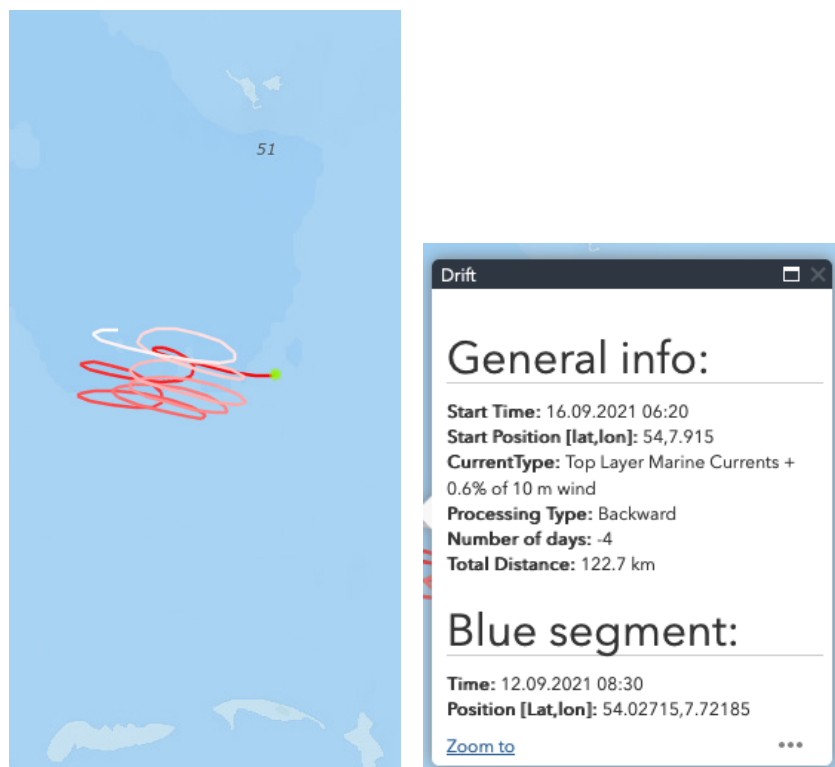 51
Drift
General info:
Start Time: 16.09.2021 06:20
Start Position [lat,lon]: 54,7.915
CurrentType: Top Layer Marine Currents +
0.6% of 10 m wind
Processing Type: Backward
Number of days: -4
Total Distance: 122.7 km
Blue segment:
Time: 12.09.2021 08:30
Position [Lat,lon]: 54.02715,7.72185
Zoom to